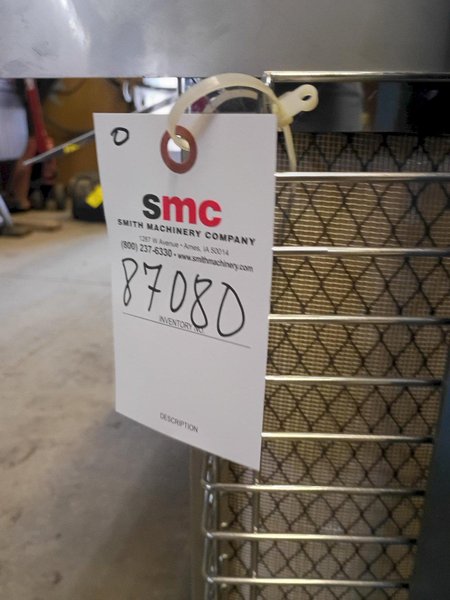 0
smc
SMITH MACHINERY COMPANY
1287 W Avenue • Ames, IA 50014
(800) 237-6330 • www.smithmachinery.com
87080
INVENTORY NO.
DESCRIPTION